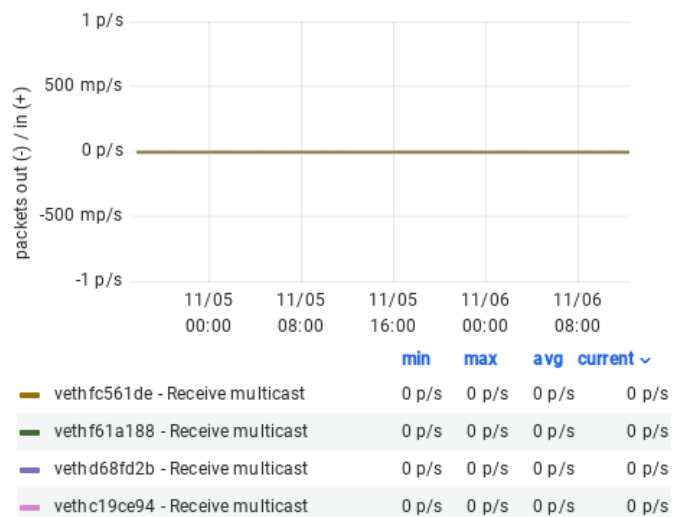 packets out (-) / in (+)
1 p/s
500 mp/s
0 p/s
-500 mp/s
-1 p/s
11/05 11/05 11/05 11/06 11/06
00:00 08:00 16:00 00:00 08:00
min max avg current
vethfc561de - Receive multicast 0 p/s 0 p/s 0 p/s 0 p/s
vethf61a188 - Receive multicast 0 p/s 0 p/s 0 p/s 0 p/s
vethd68fd2b - Receive multicast 0 p/s 0 p/s 0 p/s 0 p/s
vethc19ce94 - Receive multicast 0 p/s 0 p/s 0 p/s 0 p/s